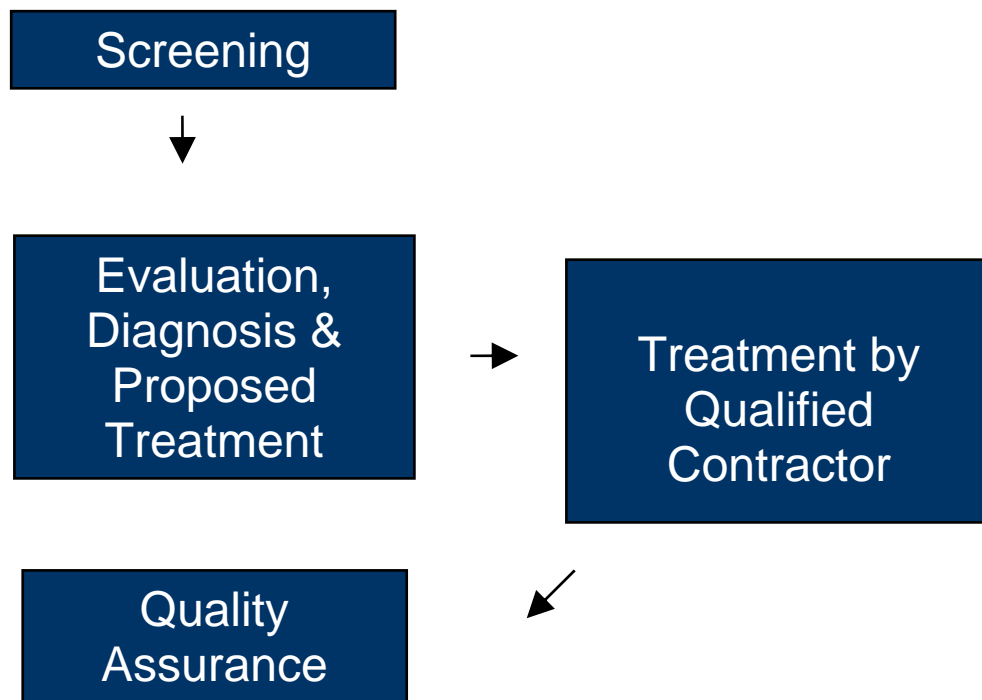 Screening
Evaluation,
Diagnosis &
Proposed
Treatment
Treatment by
Qualified
Contractor
Quality
Assurance